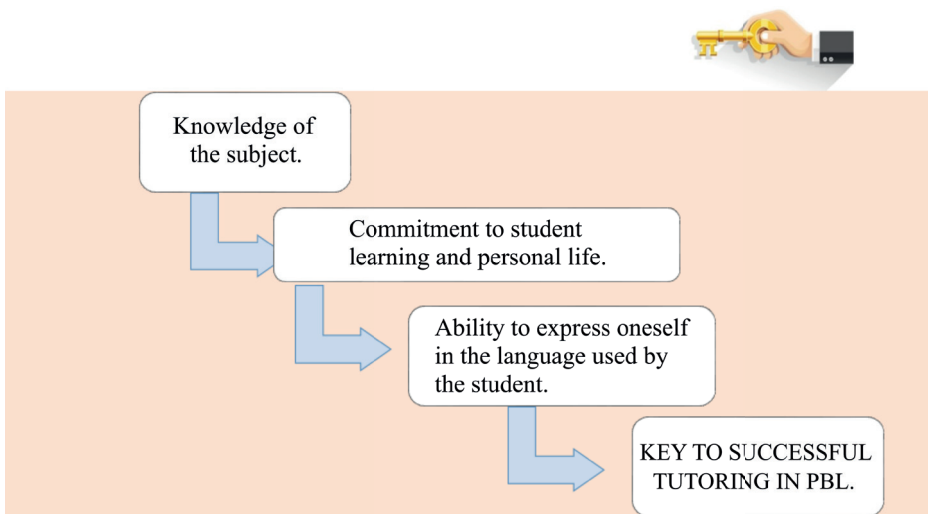 Knowledge of
the subject.
Commitment to student
learning and personal life.
Ability to express oneself
in the language used by
the student.
KEY TO SUCCESSFUL
TUTORING IN PBL.